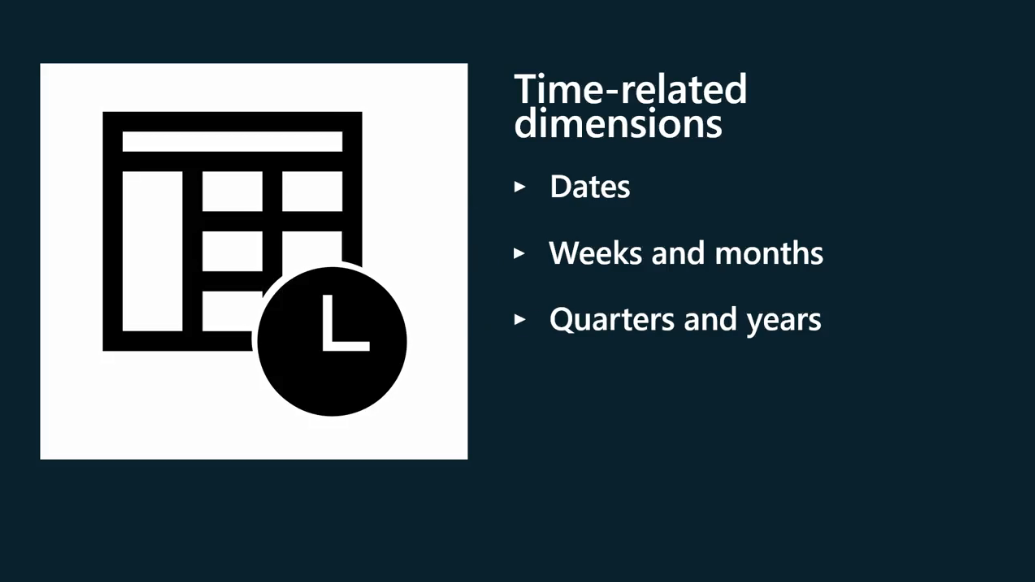 Time-related
dimensions
▸ Dates
▸ Weeks and months
▸ Quarters and years